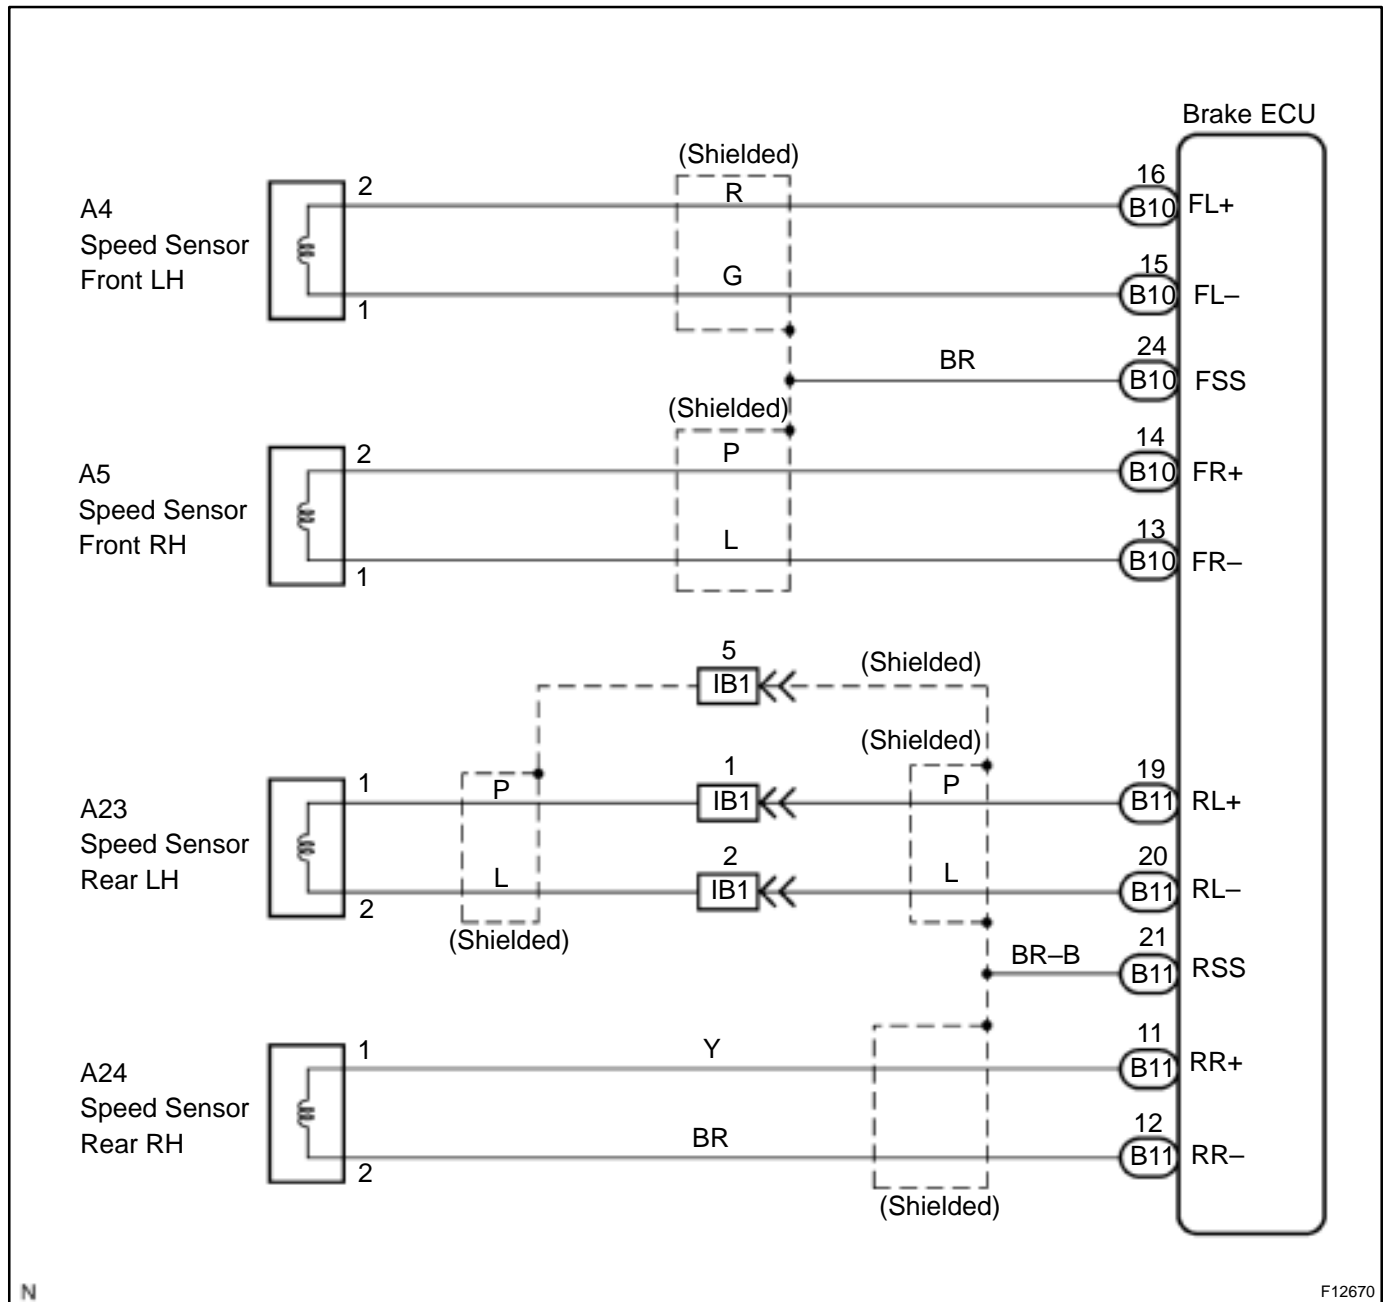 Brake ECU
(Shielded)
A4
Speed Sensor
Front LH
2
R
16
B10
FL+
1
G
15
B10
FL–
BR
24
B10
FSS
(Shielded)
A5
Speed Sensor
Front RH
2
P
14
B10
FR+
1
L
13
B10
FR–
5
IB1
(Shielded)
(Shielded)
A23
Speed Sensor
Rear LH
1
P
1
IB1
P
19
B11
RL+
2
L
2
IB1
L
20
B11
RL–
(Shielded)
BR–B
21
B11
RSS
A24
Speed Sensor
Rear RH
1
Y
11
B11
RR+
2
BR
12
B11
RR–
(Shielded)
N
F12670